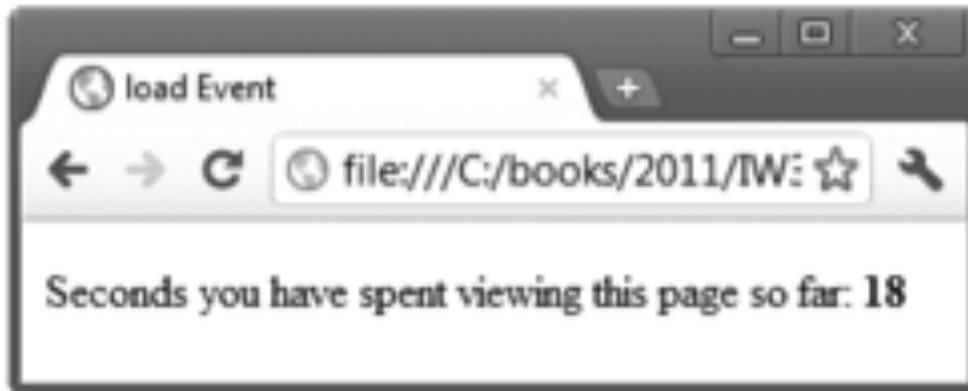 load Event
file:///C:/books/2011/IW3
Seconds you have spent viewing this page so far: 18